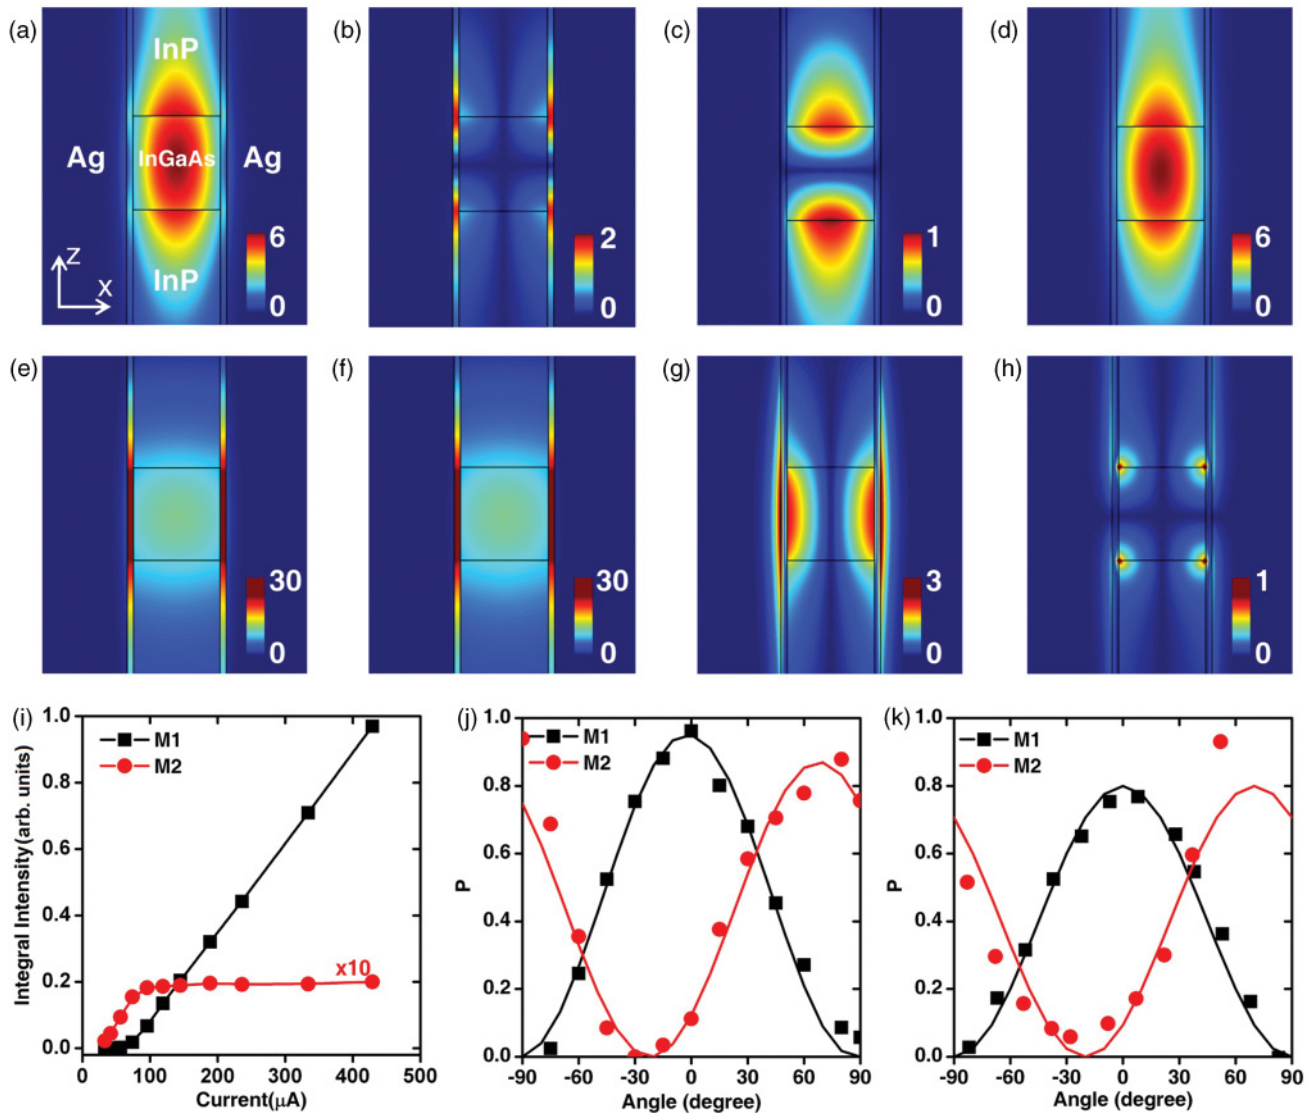 (a) (b) (c) (d)
InP
Ag InGaAs Ag
6 2 1 6
Z
InP
X
0 0 0 0
(e) (f) (g) (h)
30 30 3 1
0 0 0 0
(i) (j) (k)
1.0 1.0 1.0
M1 M1 M1
M2 M2 M2
0.8 0.8 0.8
0.6 0.6 0.6
Integral Intensity(arb. units) P P
0.4 0.4 0.4
x10
0.2 0.2 0.2
0.0 0.0 0.0
0 100 200 300 400 500 -90 -60 -30 0 30 60 90 -90 -60 -30 0 30 60 90
Current(μA) Angle (degree) Angle (degree)